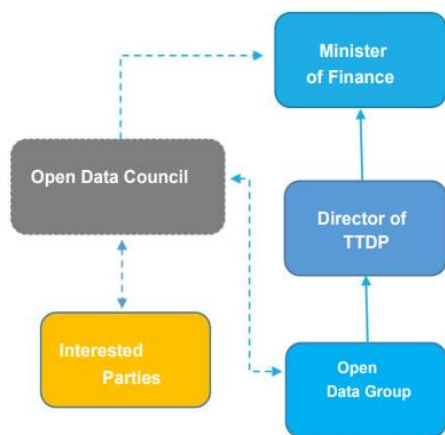 Minister
of Finance
Open Data Council
Director of
TTDP
Interested
Parties
Open
Data Group